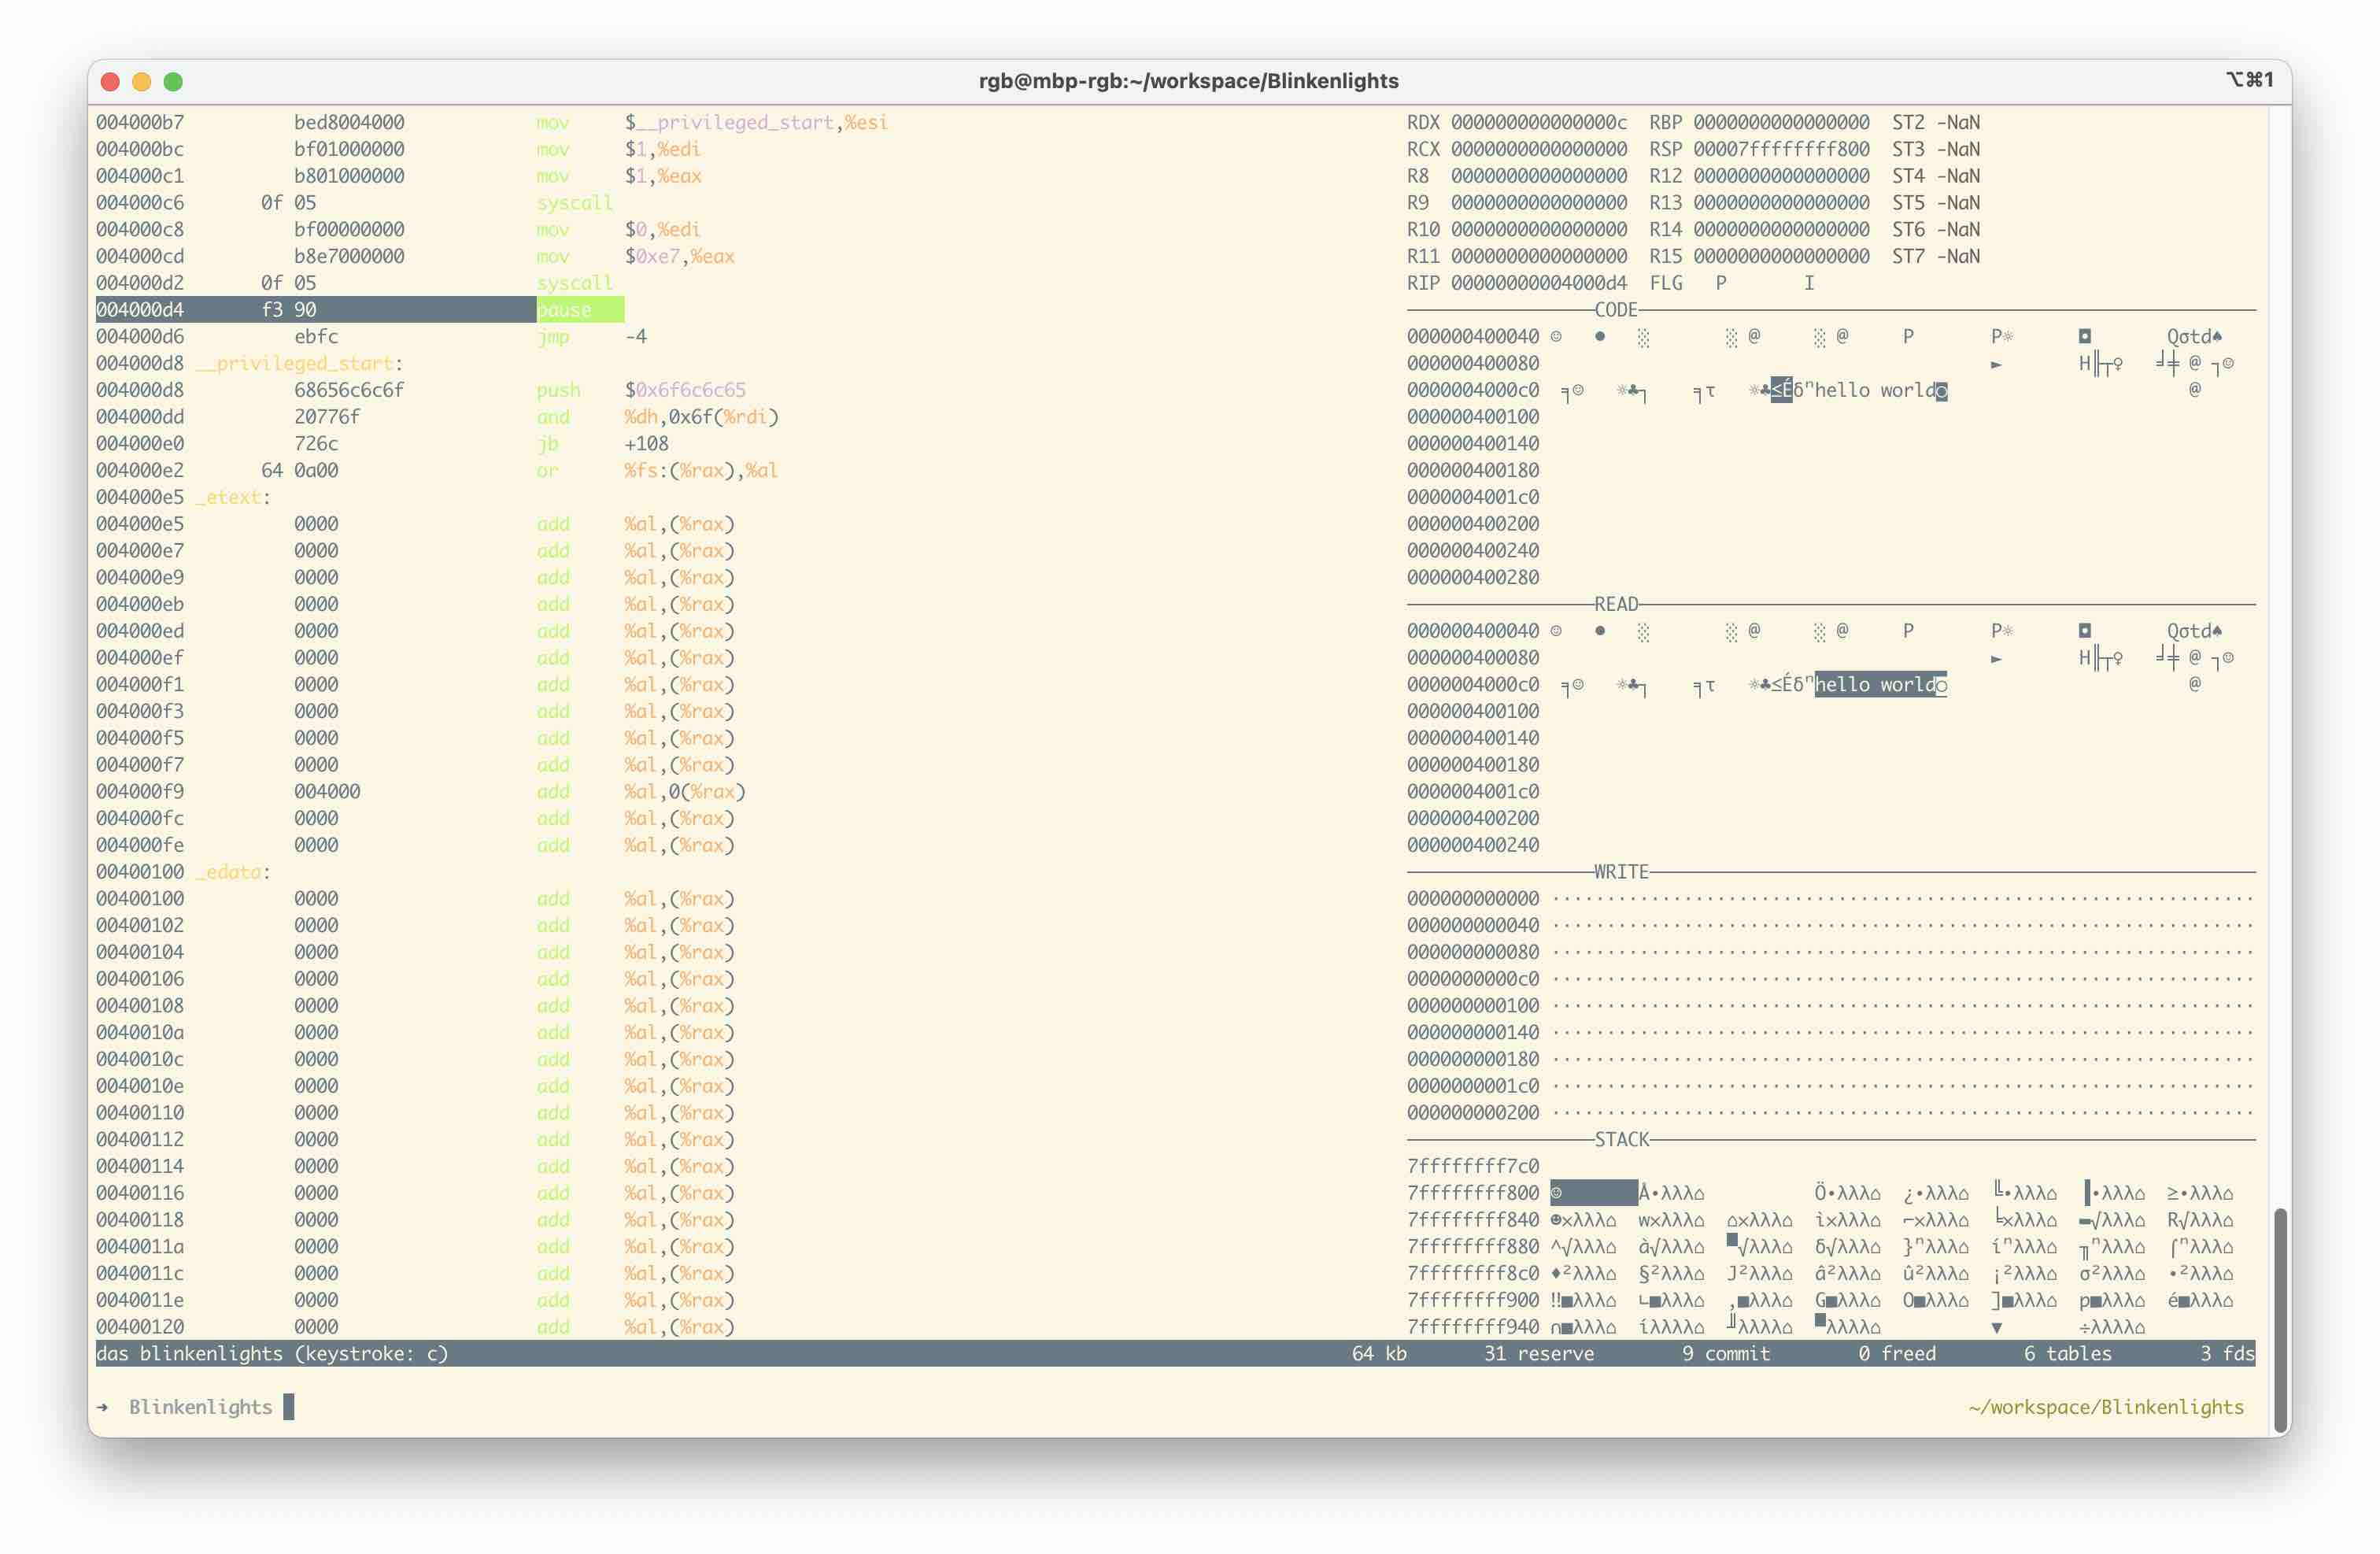 rgb@mbp-rgb:~/workspace/Blinkenlights
⌥⌘1
004000b7 bed8004000 mov $__privileged_start,%esi
004000bc bf01000000 mov $1,%edi
004000c1 b801000000 mov $1,%eax
004000c6 0f 05 syscall
004000c8 bf00000000 mov $0,%edi
004000cd b8e7000000 mov $0xe7,%eax
004000d2 0f 05 syscall
004000d4 f3 90 pause
004000d6 ebfc jmp -4
004000d8 __privileged_start:
004000d8 68656c6c6f push $0x6f6c6c65
004000dd 20776f and %dh,0x6f(%rdi)
004000e0 726c jb +108
004000e2 64 0a00 or %fs:(%rax),%al
004000e5 _etext:
004000e5 0000 add %al,(%rax)
004000e7 0000 add %al,(%rax)
004000e9 0000 add %al,(%rax)
004000eb 0000 add %al,(%rax)
004000ed 0000 add %al,(%rax)
004000ef 0000 add %al,(%rax)
004000f1 0000 add %al,(%rax)
004000f3 0000 add %al,(%rax)
004000f5 0000 add %al,(%rax)
004000f7 0000 add %al,(%rax)
004000f9 004000 add %al,0(%rax)
004000fc 0000 add %al,(%rax)
004000fe 0000 add %al,(%rax)
00400100 _edata:
00400100 0000 add %al,(%rax)
00400102 0000 add %al,(%rax)
00400104 0000 add %al,(%rax)
00400106 0000 add %al,(%rax)
00400108 0000 add %al,(%rax)
0040010a 0000 add %al,(%rax)
0040010c 0000 add %al,(%rax)
0040010e 0000 add %al,(%rax)
00400110 0000 add %al,(%rax)
00400112 0000 add %al,(%rax)
00400114 0000 add %al,(%rax)
00400116 0000 add %al,(%rax)
00400118 0000 add %al,(%rax)
0040011a 0000 add %al,(%rax)
0040011c 0000 add %al,(%rax)
0040011e 0000 add %al,(%rax)
00400120 0000 add %al,(%rax)
RDX 000000000000000c RBP 0000000000000000 ST2 -NaN
RCX 0000000000000000 RSP 00007ffffffff800 ST3 -NaN
R8 0000000000000000 R12 0000000000000000 ST4 -NaN
R9 0000000000000000 R13 0000000000000000 ST5 -NaN
R10 0000000000000000 R14 0000000000000000 ST6 -NaN
R11 0000000000000000 R15 0000000000000000 ST7 -NaN
RIP 00000000004000d4 FLG P I
CODE
000000400040 ☺ • ░ ░ @ ░ @ P P☼ ◘ Qσtd♠
000000400080 ► H╟┬♀ ╛╪ @ ┐☺
0000004000c0 ╕☺ ☼♣┐ ╕τ ☼♣≤Éδⁿhello world◙ @
000000400100
000000400140
000000400180
0000004001c0
000000400200
000000400240
000000400280
READ
000000400040 ☺ • ░ ░ @ ░ @ P P☼ ◘ Qσtd♠
000000400080 ► H╟┬♀ ╛╪ @ ┐☺
0000004000c0 ╕☺ ☼♣┐ ╕τ ☼♣≤Éδⁿhello world◙ @
000000400100
000000400140
000000400180
0000004001c0
000000400200
000000400240
WRITE
000000000000 ································································
000000000040 ································································
000000000080 ································································
0000000000c0 ································································
000000000100 ································································
000000000140 ································································
000000000180 ································································
0000000001c0 ································································
000000000200 ································································
STACK
7ffffffff7c0
7ffffffff800 ☺ Å∙λλλ⌂ Ö∙λλλ⌂ ¿∙λλλ⌂ ╚∙λλλ⌂ ▐∙λλλ⌂ ≥∙λλλ⌂
7ffffffff840 ☻×λλλ⌂ w×λλλ⌂ ⌂×λλλ⌂ ì×λλλ⌂ ⌐×λλλ⌂ ╘×λλλ⌂ ▬√λλλ⌂ R√λλλ⌂
7ffffffff880 ^√λλλ⌂ à√λλλ⌂ ▀√λλλ⌂ δ√λλλ⌂ }ⁿλλλ⌂ íⁿλλλ⌂ ╖ⁿλλλ⌂ ⌠ⁿλλλ⌂
7ffffffff8c0 ♦²λλλ⌂ §²λλλ⌂ J²λλλ⌂ â²λλλ⌂ û²λλλ⌂ ¡²λλλ⌂ σ²λλλ⌂ ∙²λλλ⌂
7ffffffff900 ‼■λλλ⌂ ∟■λλλ⌂ ,■λλλ⌂ G■λλλ⌂ O■λλλ⌂ ]■λλλ⌂ p■λλλ⌂ é■λλλ⌂
7ffffffff940 ∩■λλλ⌂ íλλλλ⌂ ╜λλλλ⌂ ▀λλλλ⌂ ▼ ÷λλλλ⌂
das blinkenlights (keystroke: c) 64 kb 31 reserve 9 commit 0 freed 6 tables 3 fds
➜ Blinkenlights ~/workspace/Blinkenlights